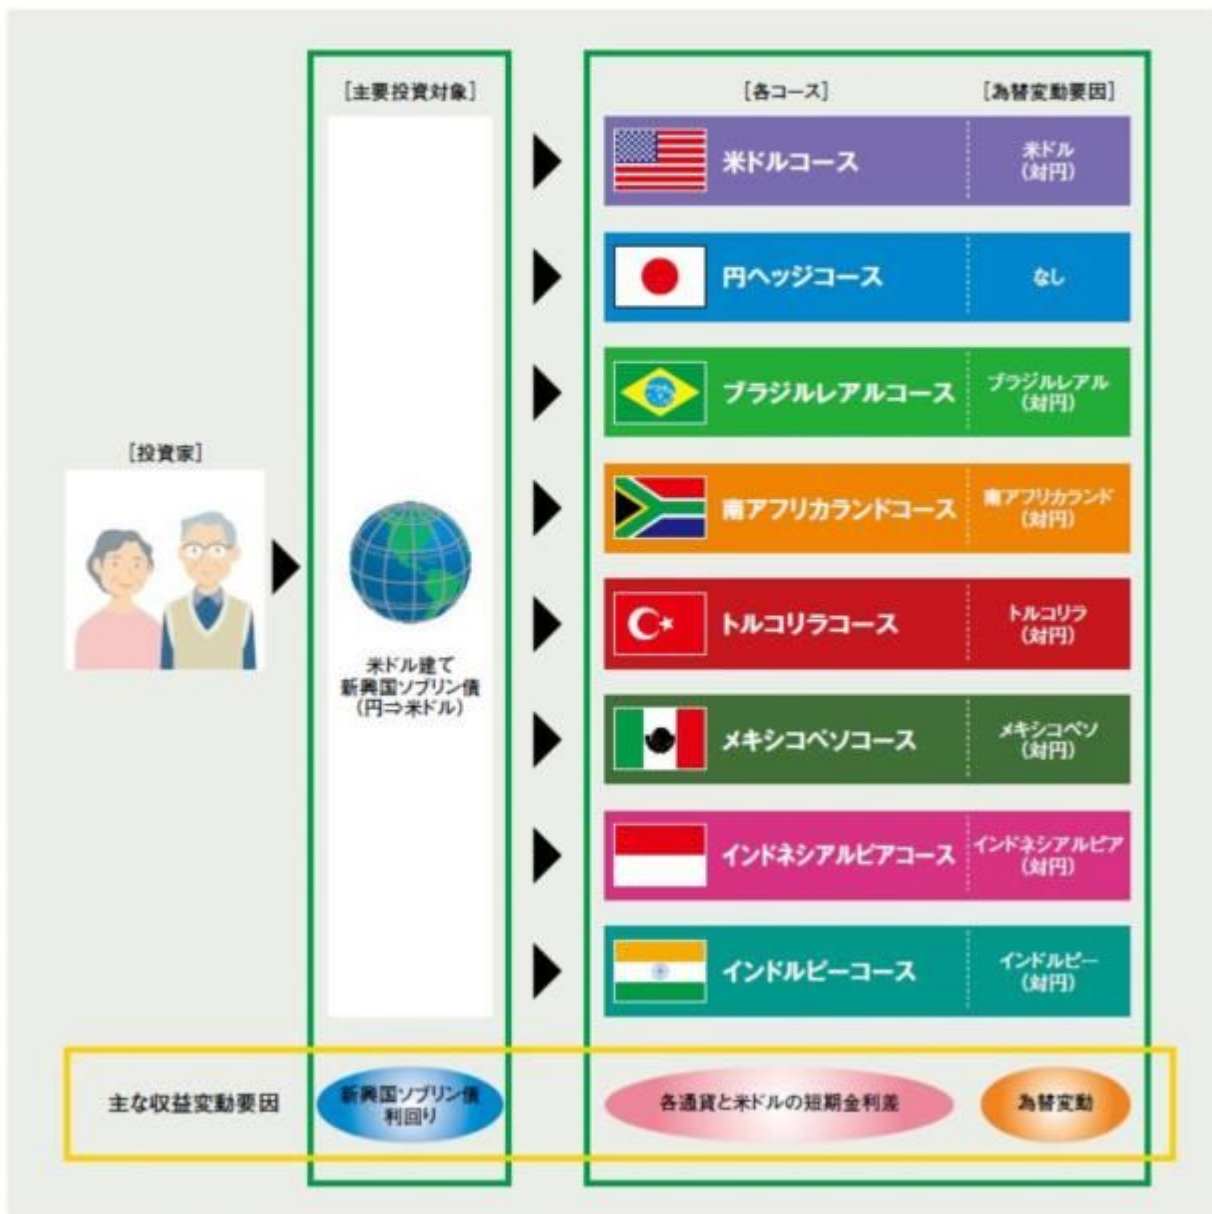 ［主要投資対象］
［各コース］
［為替変動要因］
米ドルコース
米ドル
（対円）
円ヘッジコース
なし
ブラジルレアルコース
ブラジルレアル
（対円）
［投資家］
南アフリカランドコース
南アフリカランド
（対円）
トルコリラコース
トルコリラ
（対円）
米ドル建て
新興国ソブリン債
（円⇒米ドル）
メキシコペソコース
メキシコペソ
（対円）
インドネシアルピアコース
インドネシアルピア
（対円）
インドルピーコース
インドルピー
（対円）
主な収益変動要因
新興国ソブリン債
利回り
各通貨と米ドルの短期金利差
為替変動